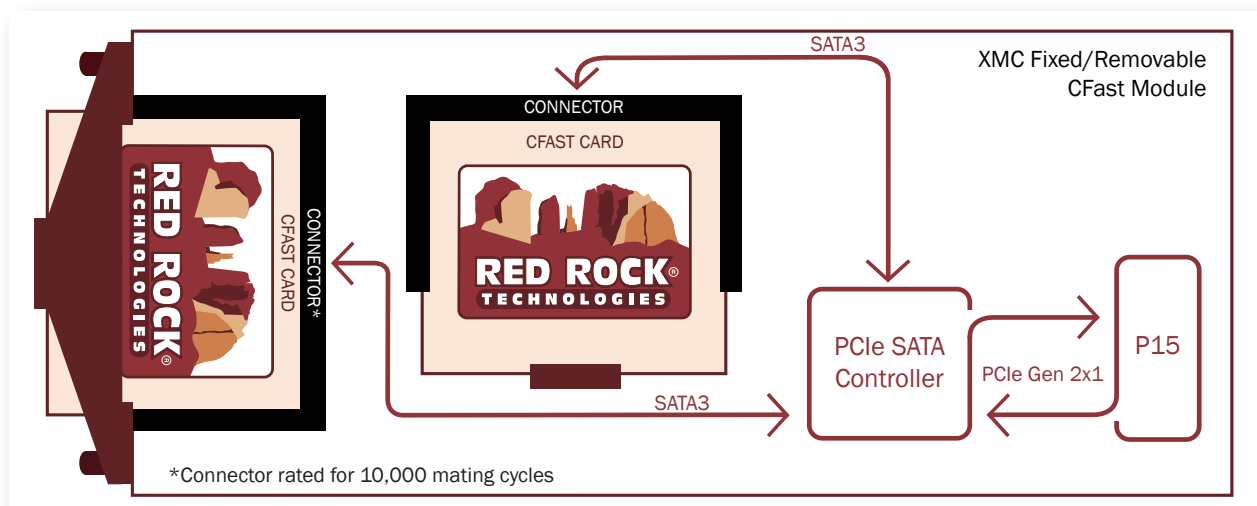 SATA3
XMC Fixed/Removable
CFast Module
CONNECTOR
CFAST CARD
RED ROCK®
TECHNOLOGIES
CONNECTOR*
CFAST CARD
RED ROCK®
TECHNOLOGIES
PCIe SATA
Controller
PCIe Gen 2x1
P15
SATA3
*Connector rated for 10,000 mating cycles